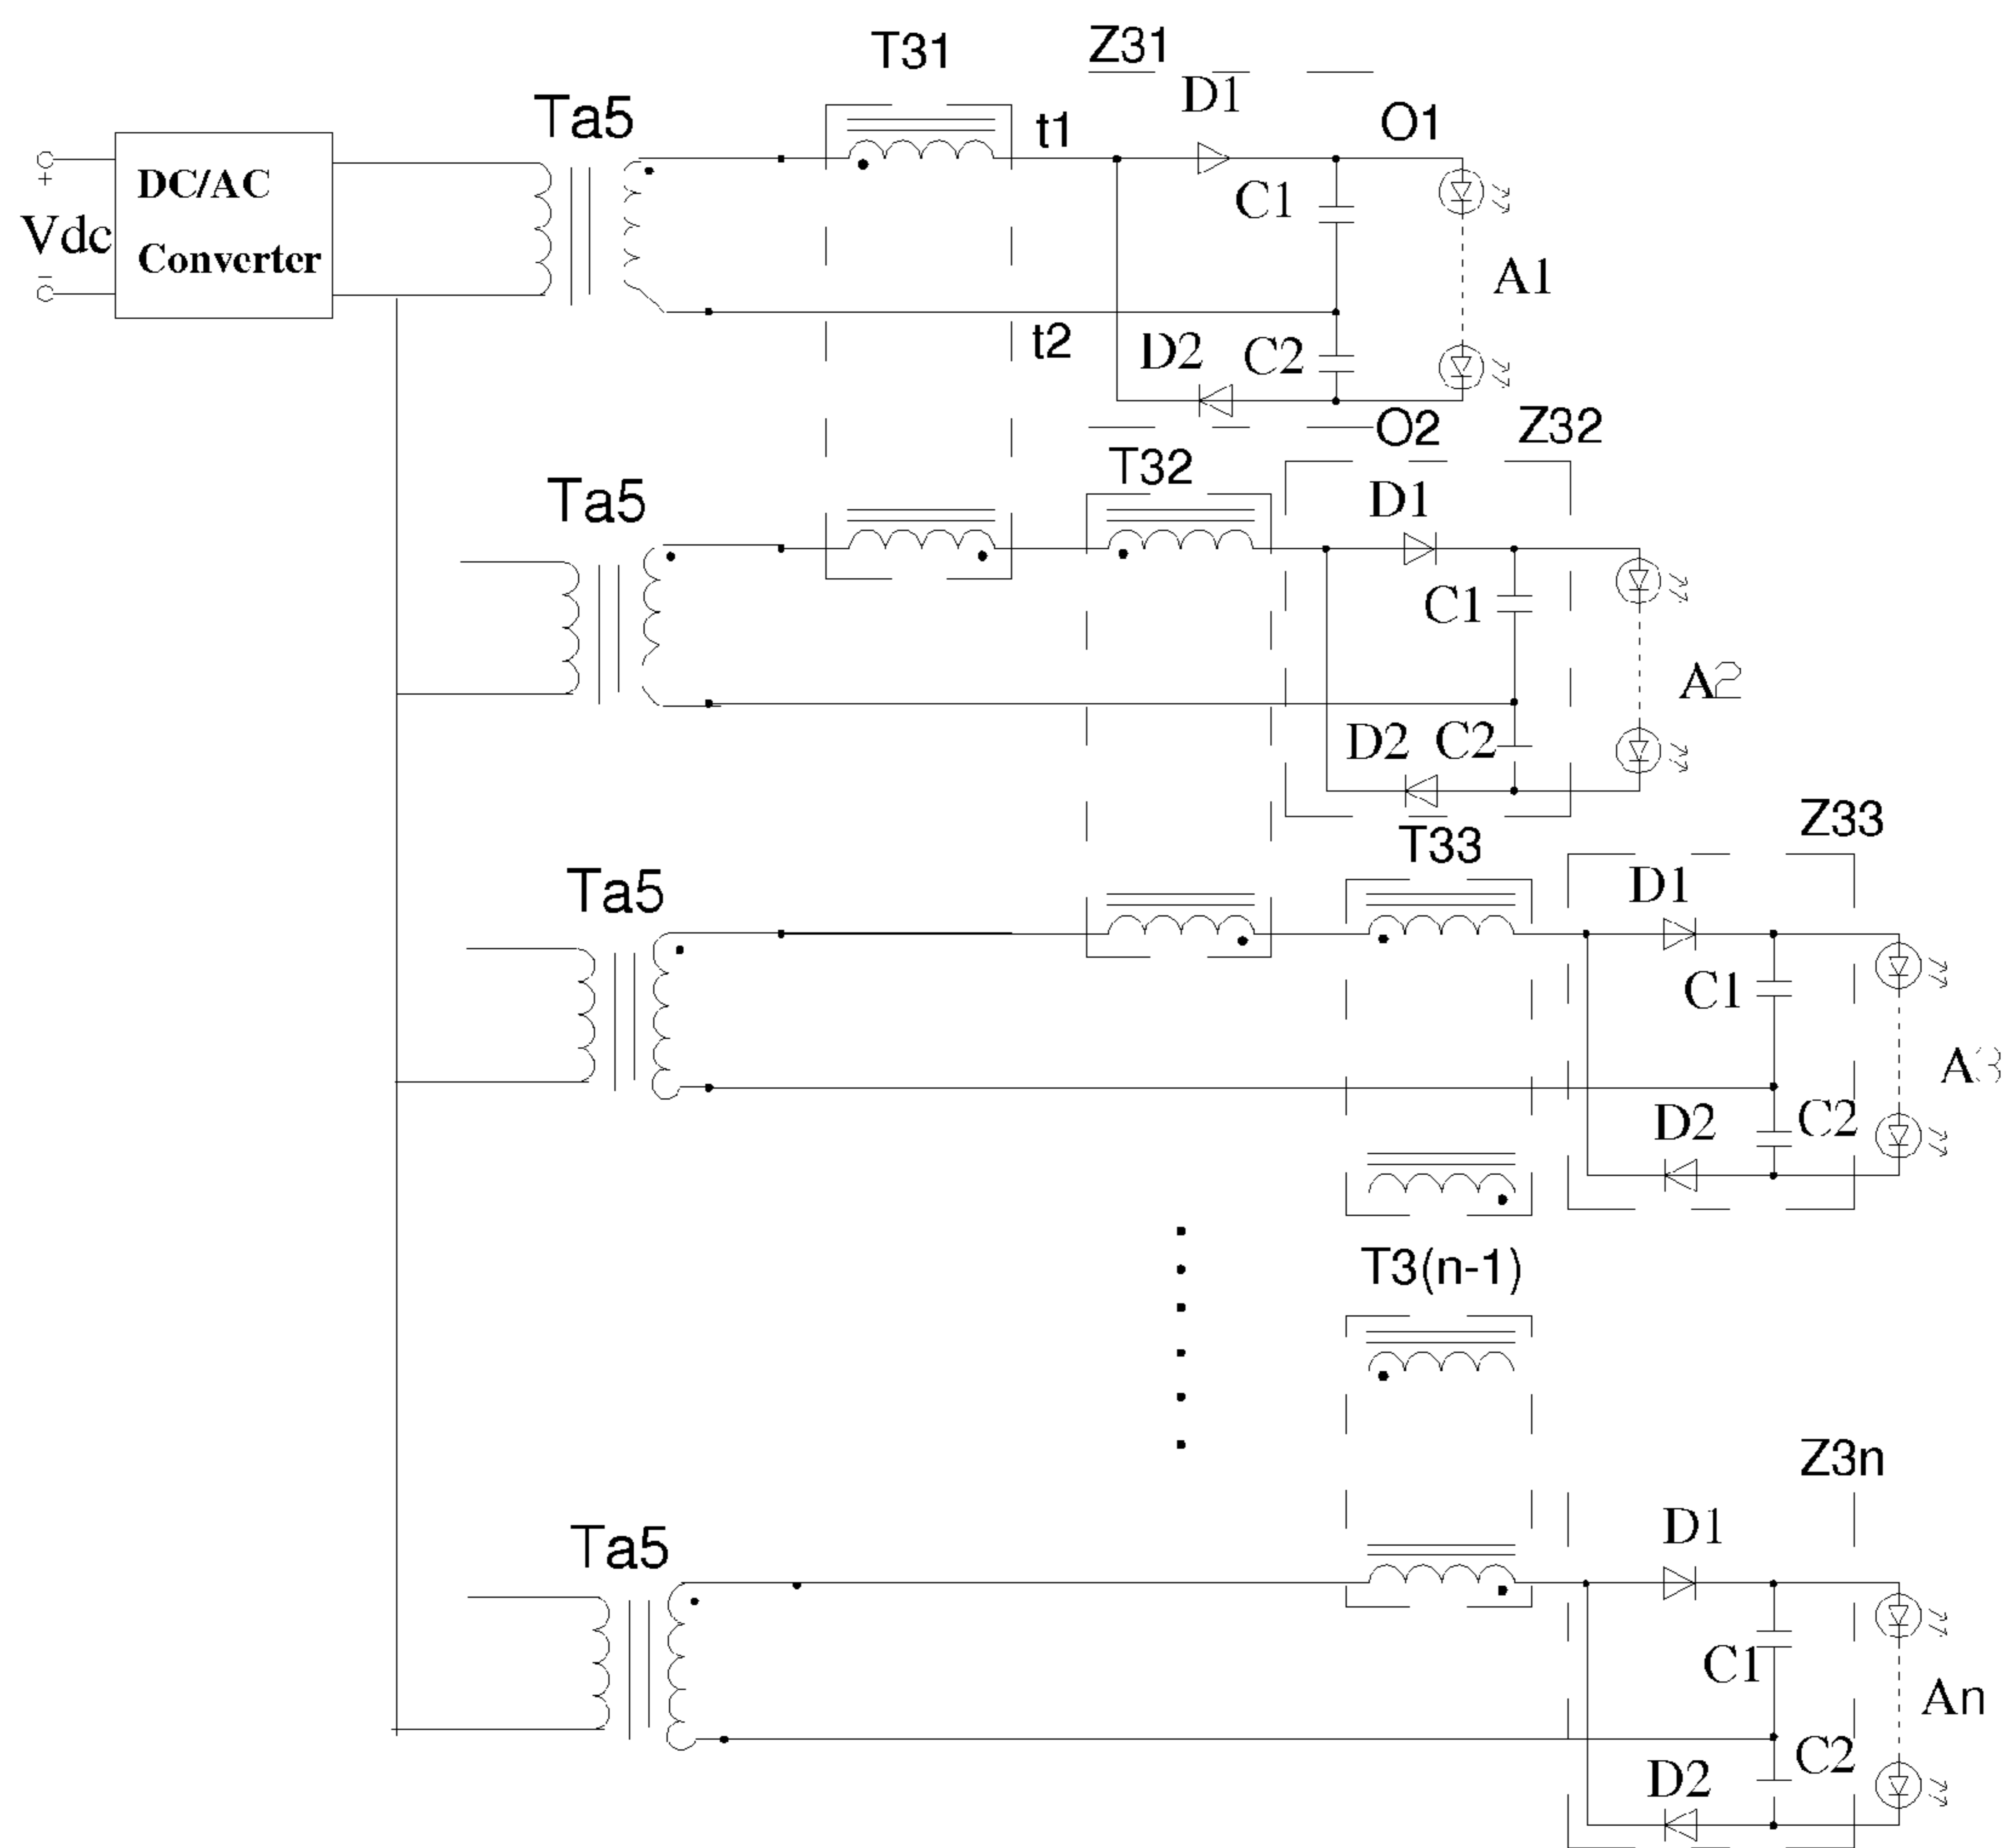 T31
Z31
D1
O1
Ta5
t1
DC/AC
Converter
+
Vdc
−
C1
A1
t2
D2
C2
O2
Z32
T32
Ta5
D1
C1
A2
D2
C2
Z33
T33
Ta5
D1
C1
A3
D2
C2
T3(n-1)
Z3n
D1
Ta5
C1
An
C2
D2